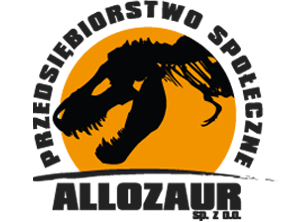 PRZEDSIĘBIORSTWO SPOŁECZNE
ALLOZAUR
sp. z o.o.